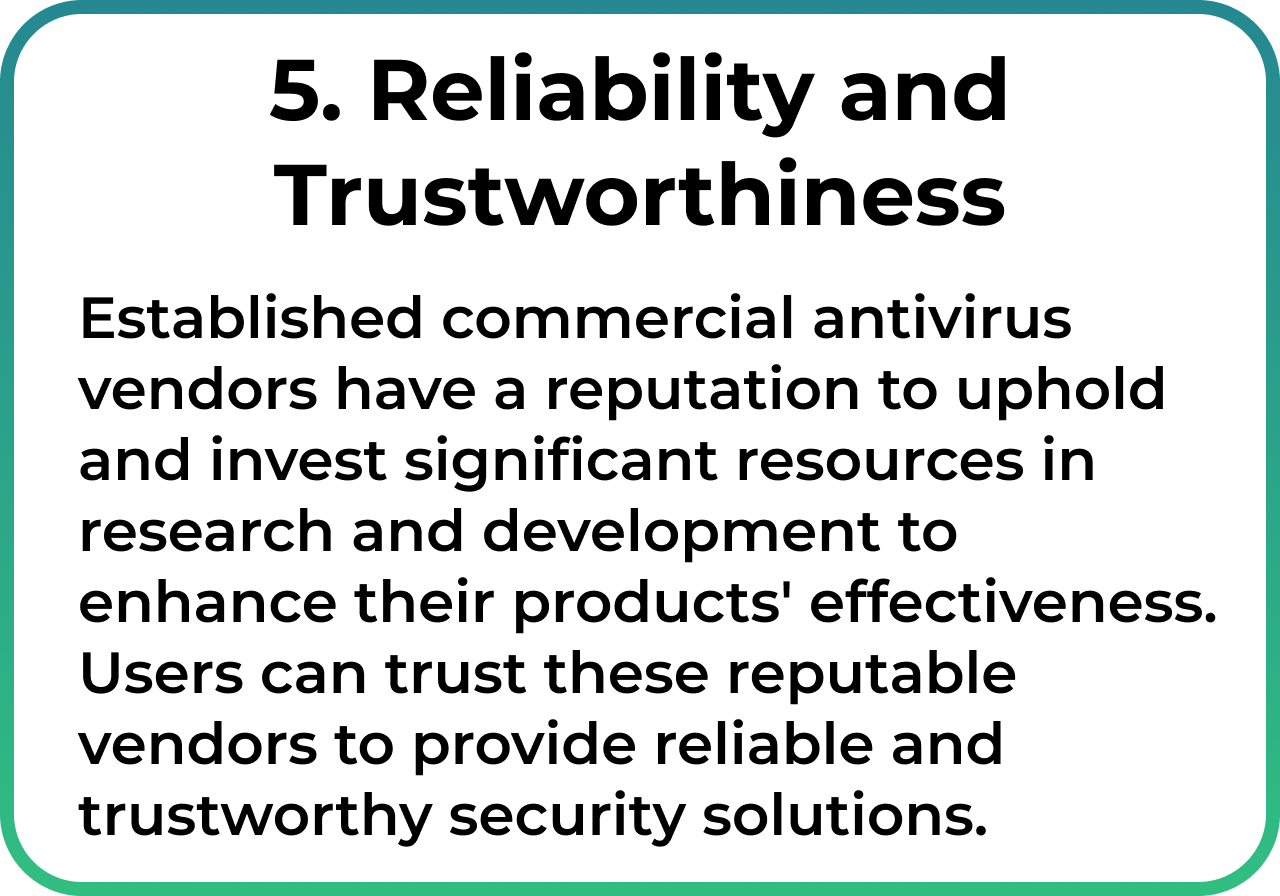 5. Reliability and
Trustworthiness
Established commercial antivirus
vendors have a reputation to uphold
and invest significant resources in
research and development to
enhance their products' effectiveness.
Users can trust these reputable
vendors to provide reliable and
trustworthy security solutions.